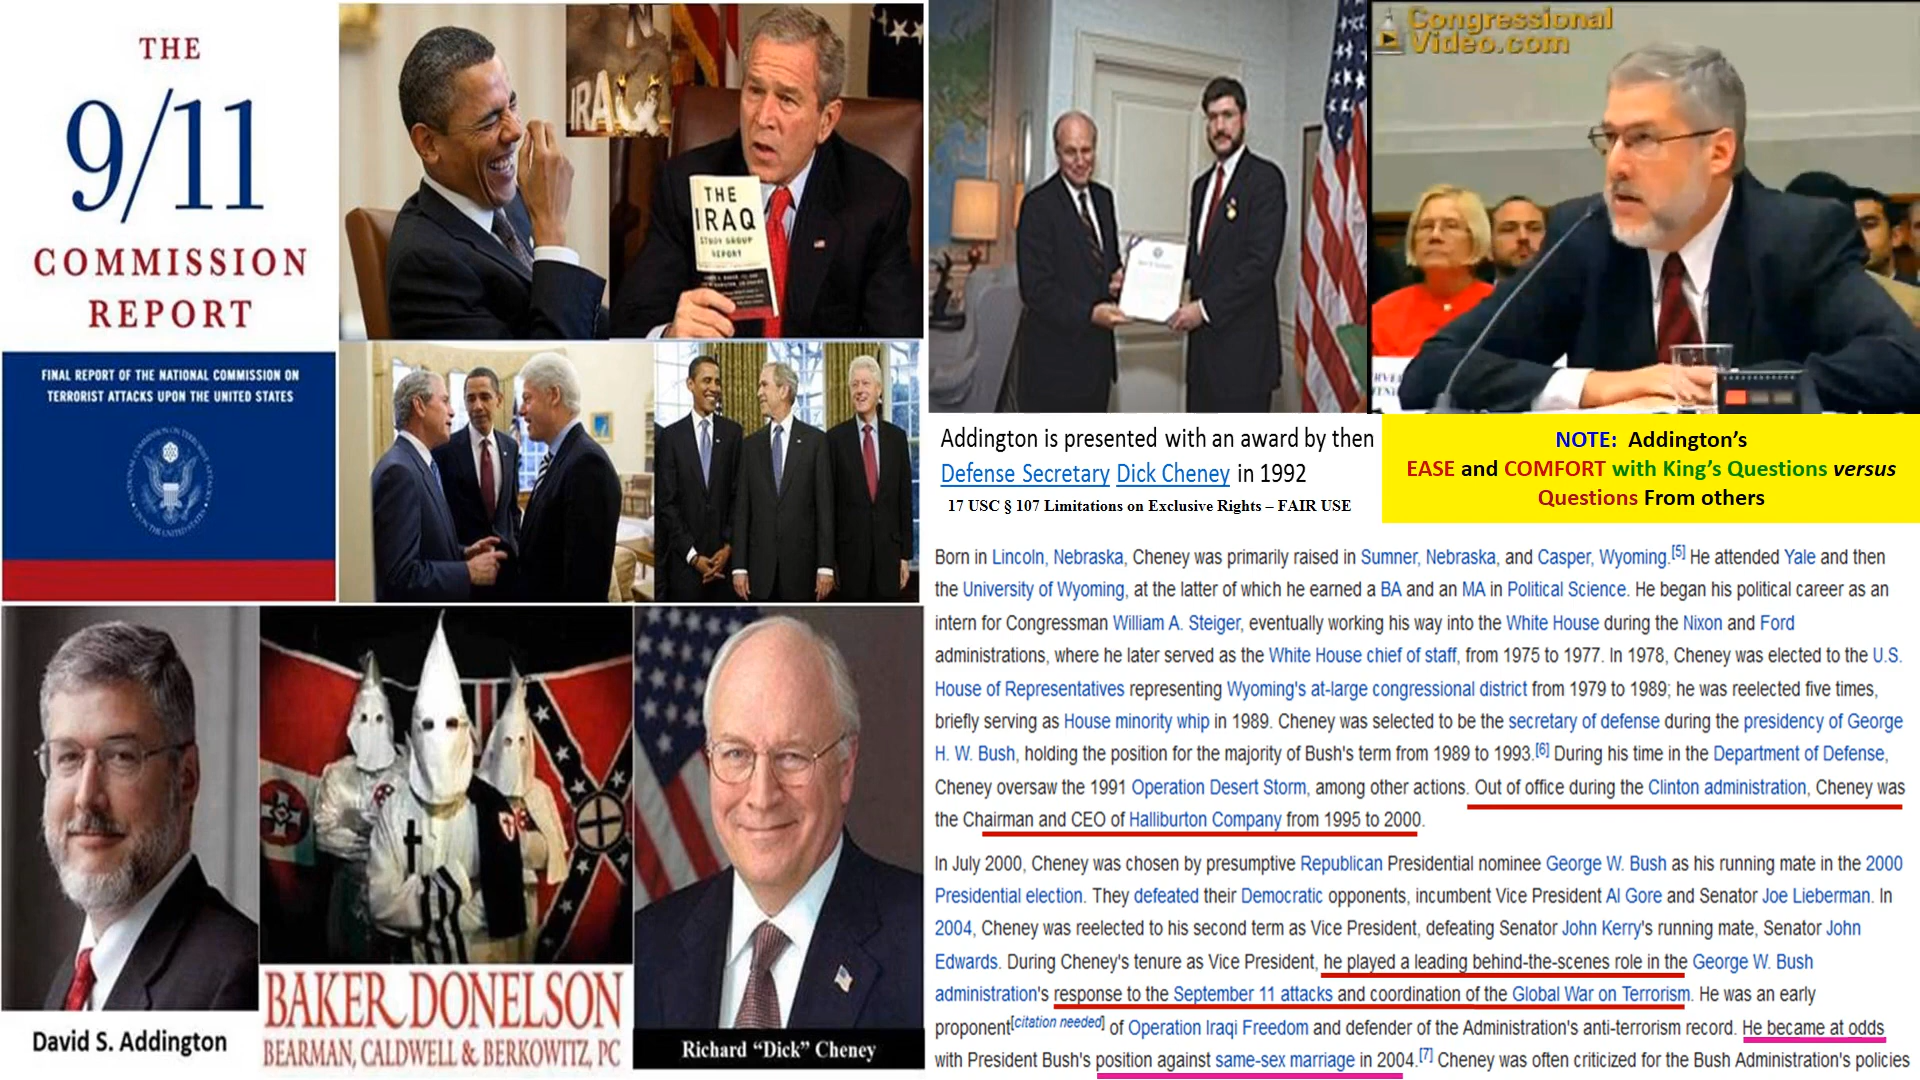 THE
9/11
COMMISSION
REPORT
FINAL REPORT OF THE NATIONAL COMMISSION ON
TERRORIST ATTACKS UPON THE UNITED STATES
IRAQ
THE
IRAQ
STUDY GROUP
REPORT
Congressional
Video.com
Addington is presented with an award by then
Defense Secretary Dick Cheney in 1992
17 USC § 107 Limitations on Exclusive Rights – FAIR USE
NOTE: Addington’s
EASE and COMFORT with King’s Questions versus
Questions From others
David S. Addington
BAKER DONELSON
BEARMAN, CALDWELL & BERKOWITZ, PC
Richard “Dick” Cheney
Born in Lincoln, Nebraska, Cheney was primarily raised in Sumner, Nebraska, and Casper, Wyoming.[5] He attended Yale and then
the University of Wyoming, at the latter of which he earned a BA and an MA in Political Science. He began his political career as an
intern for Congressman William A. Steiger, eventually working his way into the White House during the Nixon and Ford
administrations, where he later served as the White House chief of staff, from 1975 to 1977. In 1978, Cheney was elected to the U.S.
House of Representatives representing Wyoming's at-large congressional district from 1979 to 1989; he was reelected five times,
briefly serving as House minority whip in 1989. Cheney was selected to be the secretary of defense during the presidency of George
H. W. Bush, holding the position for the majority of Bush's term from 1989 to 1993.[6] During his time in the Department of Defense,
Cheney oversaw the 1991 Operation Desert Storm, among other actions. Out of office during the Clinton administration, Cheney was
the Chairman and CEO of Halliburton Company from 1995 to 2000.
In July 2000, Cheney was chosen by presumptive Republican Presidential nominee George W. Bush as his running mate in the 2000
Presidential election. They defeated their Democratic opponents, incumbent Vice President Al Gore and Senator Joe Lieberman. In
2004, Cheney was reelected to his second term as Vice President, defeating Senator John Kerry's running mate, Senator John
Edwards. During Cheney's tenure as Vice President, he played a leading behind-the-scenes role in the George W. Bush
administration's response to the September 11 attacks and coordination of the Global War on Terrorism. He was an early
proponent[citation needed] of Operation Iraqi Freedom and defender of the Administration's anti-terrorism record. He became at odds
with President Bush's position against same-sex marriage in 2004.[7] Cheney was often criticized for the Bush Administration's policies